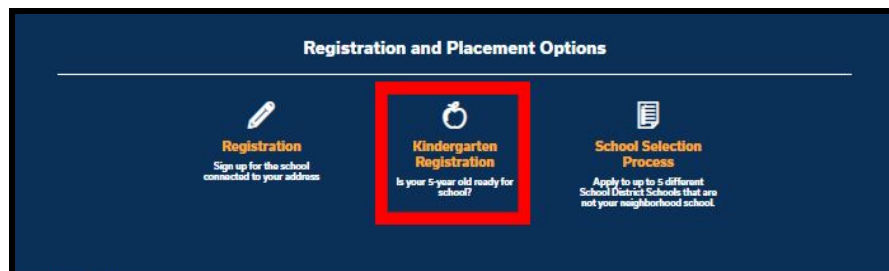 Registration and Placement Options
Registration
Sign up for the school
connected to your address
Kindergarten
Registration
Is your 5-year old ready for
school?
School Selection
Process
Apply to up to 5 different
School District Schools that are
not your neighborhood school.